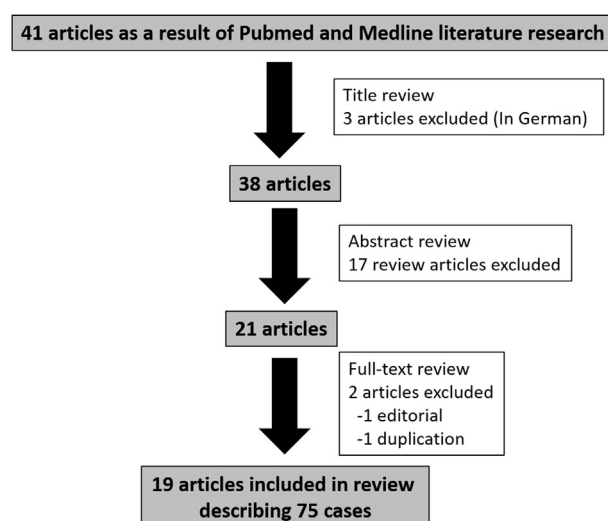 41 articles as a result of Pubmed and Medline literature research
Title review
3 articles excluded (In German)
38 articles
Abstract review
17 review articles excluded
21 articles
Full-text review
2 articles excluded
-1 editorial
-1 duplication
19 articles included in review
describing 75 cases